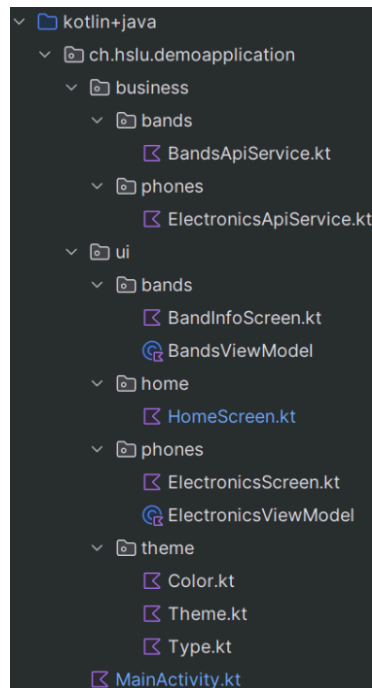 kotlin+java
ch.hslu.demoapplication
business
bands
BandsApiService.kt
phones
ElectronicsApiService.kt
ui
bands
BandInfoScreen.kt
BandsViewModel
home
HomeScreen.kt
phones
ElectronicsScreen.kt
ElectronicsViewModel
theme
Color.kt
Theme.kt
Type.kt
MainActivity.kt